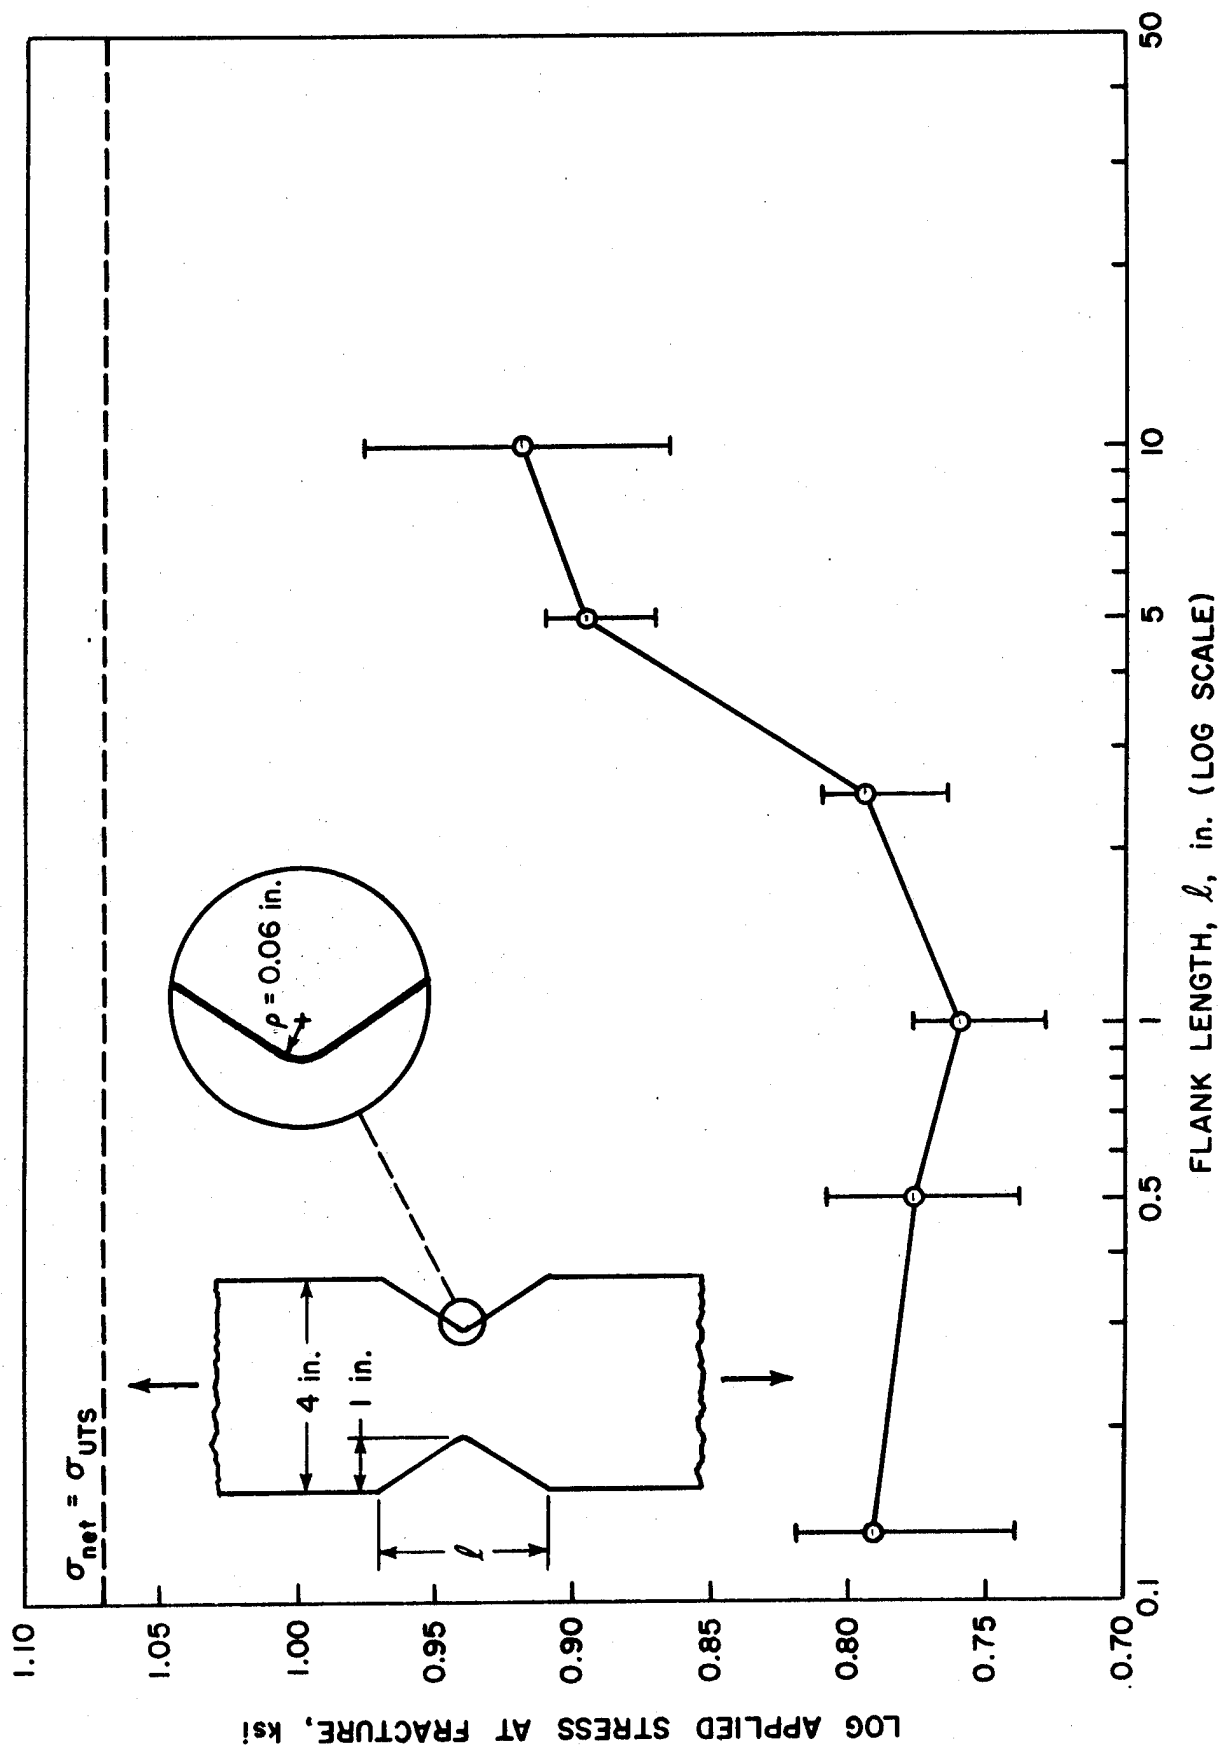 LOG APPLIED STRESS AT FRACTURE, ksi
1.10
1.05
1.00
0.95
0.90
0.85
0.80
0.75
0.70
σnet = σUTS
4 in.
1 in.
ℓ
ρ = 0.06 in.
0.1
0.5
1
5
10
50
FLANK LENGTH, ℓ, in. (LOG SCALE)